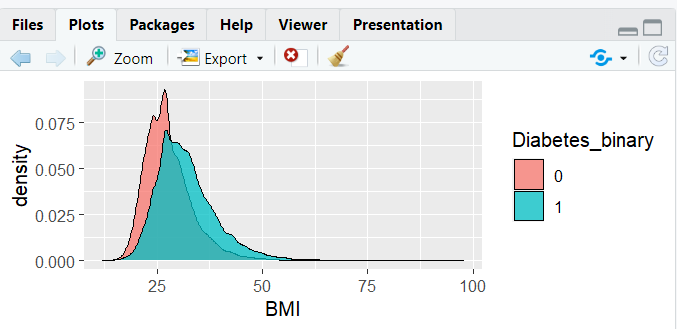 Files Plots Packages Help Viewer Presentation
Zoom Export
Diabetes_binary
0
1
density
0.075
0.050
0.025
0.000
25 50 75 100
BMI